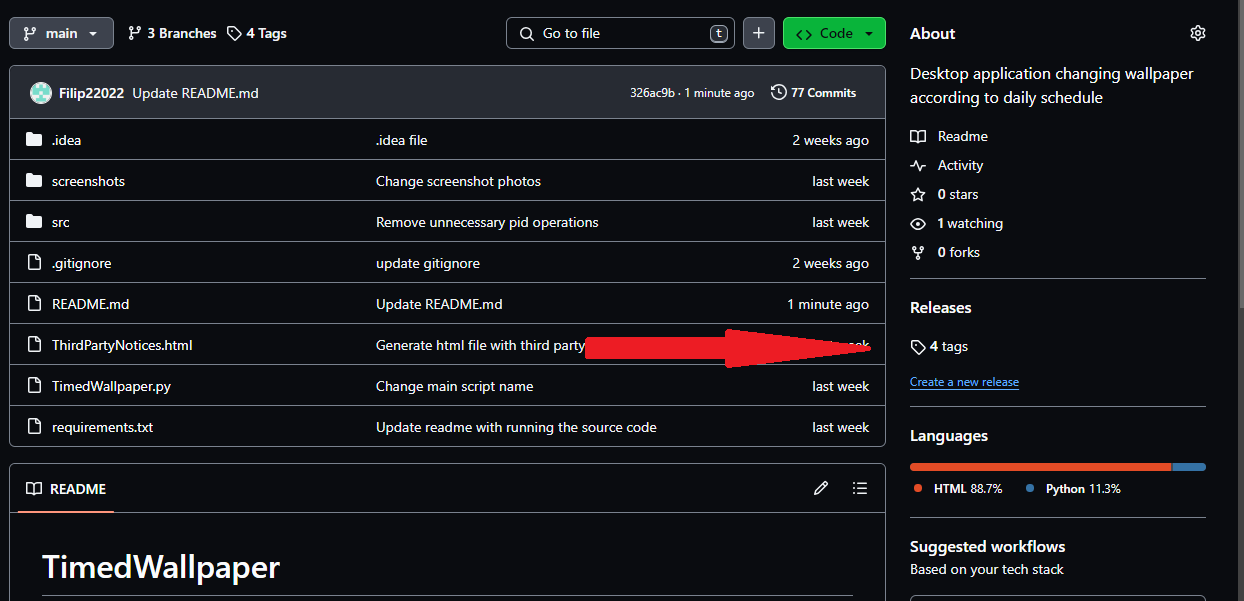 main
3 Branches
4 Tags
Go to file
t
Code
Filip22022 Update README.md
326ac9b · 1 minute ago
77 Commits
.idea
.idea file
2 weeks ago
screenshots
Change screenshot photos
last week
src
Remove unnecessary pid operations
last week
.gitignore
update gitignore
2 weeks ago
README.md
Update README.md
1 minute ago
ThirdPartyNotices.html
Generate html file with third party
TimedWallpaper.py
Change main script name
last week
requirements.txt
Update readme with running the source code
last week
README
TimedWallpaper
About
Desktop application changing wallpaper
according to daily schedule
Readme
Activity
0 stars
1 watching
0 forks
Releases
4 tags
Create a new release
Languages
HTML 88.7%
Python 11.3%
Suggested workflows
Based on your tech stack